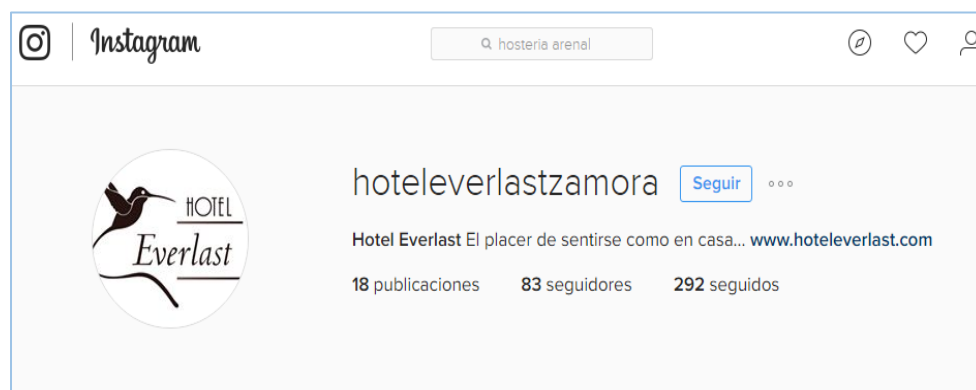 Instagram
hosteria arenal
HOTEL
Everlast
hoteleverlastzamora Seguir
Hotel Everlast El placer de sentirse como en casa... www.hoteleverlast.com
18 publicaciones 83 seguidores 292 seguidos